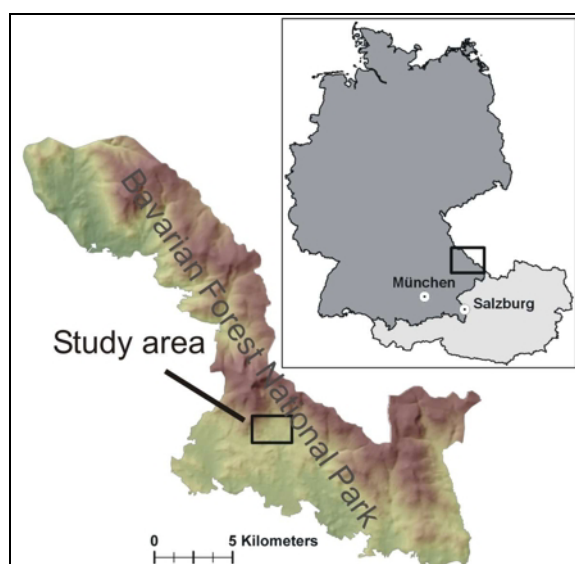 Bavarian Forest National Park
München
Salzburg
Study area
0 5 Kilometers